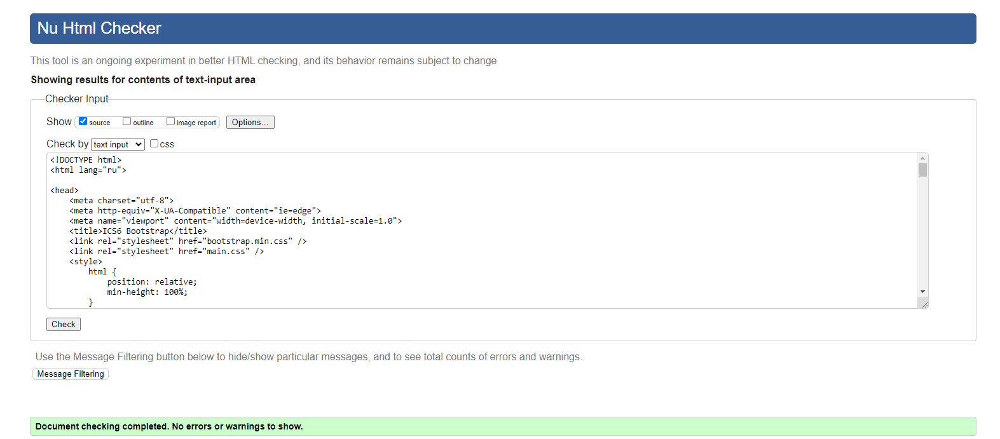 Nu Html Checker
This tool is an ongoing experiment in better HTML checking, and its behavior remains subject to change
Showing results for contents of text-input area
Checker Input
Show source outline image report Options...
Check by text input css
<!DOCTYPE html>
<html lang="ru">
<head>
<meta charset="utf-8">
<meta http-equiv="X-UA-Compatible" content="ie=edge">
<meta name="viewport" content="width=device-width, initial-scale=1.0">
<title>ICS6 Bootstrap</title>
<link rel="stylesheet" href="bootstrap.min.css" />
<link rel="stylesheet" href="main.css" />
<style>
html {
position: relative;
min-height: 100%;
}
Check
Use the Message Filtering button below to hide/show particular messages, and to see total counts of errors and warnings.
Message Filtering
Document checking completed. No errors or warnings to show.